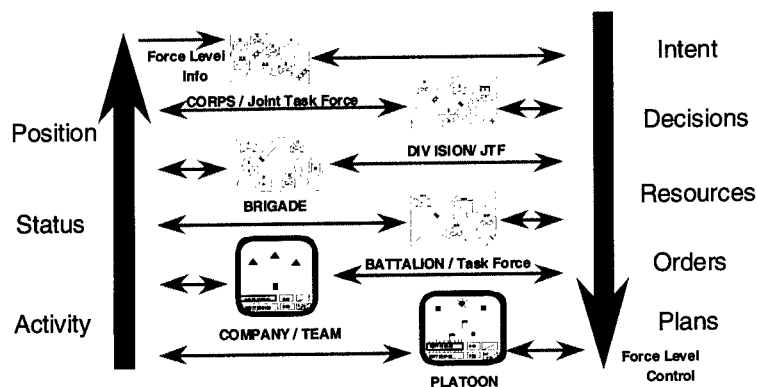 Force Level
Info
Intent
CORPS / Joint Task Force
Position
Decisions
DIVISION/ JTF
BRIGADE
Resources
Status
BATTALION / Task Force
Orders
Activity
COMPANY / TEAM
Plans
Force Level
Control
PLATOON